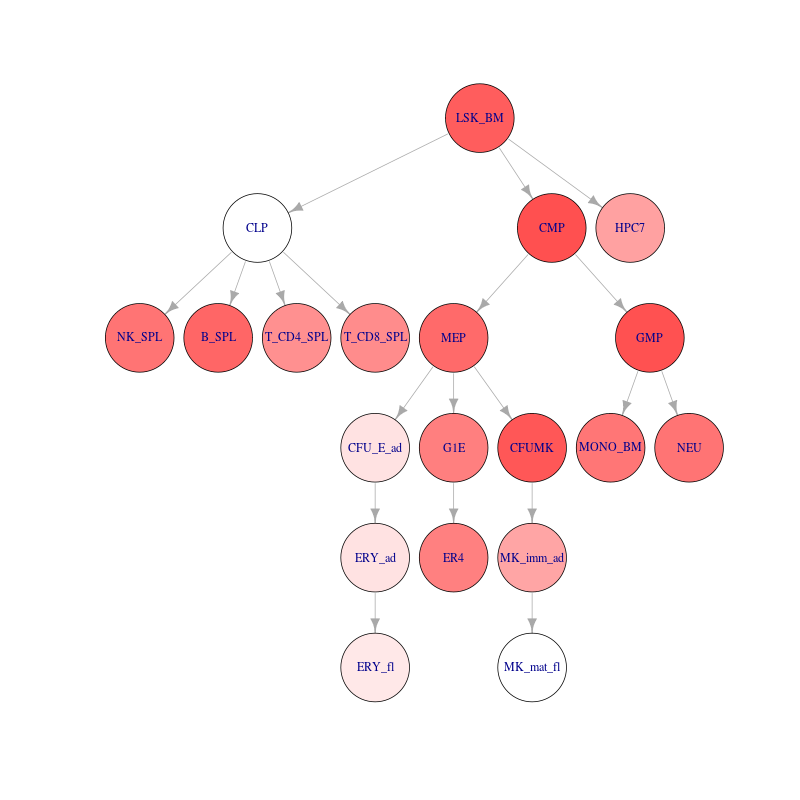 LSK_BM
CLP
CMP
HPC7
NK_SPL
B_SPL
T_CD4_SPL
T_CD8_SPL
MEP
GMP
CFU_E_ad
G1E
CFUMK
MONO_BM
NEU
ERY_ad
ER4
MK_imm_ad
ERY_fl
MK_mat_fl